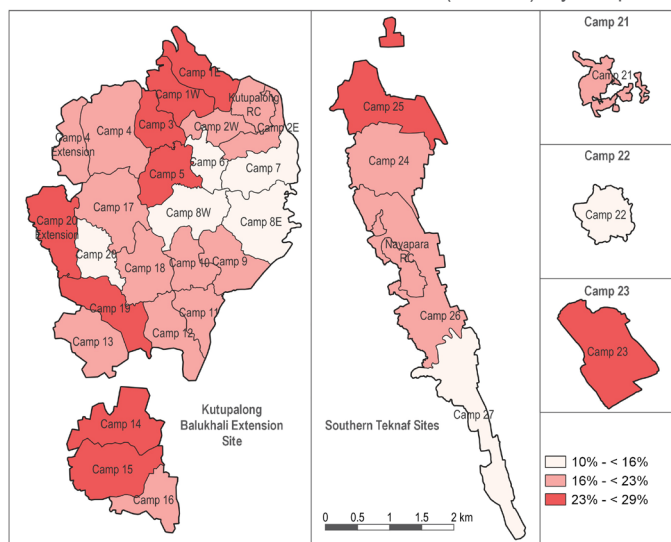 Camp 1E
Camp 1W
Kutupalong
RC
Camp 3
Camp 2W
Camp 2E
Camp 4
Camp 4
Extension
Camp 5
Camp 6
Camp 7
Camp 17
Camp 8W
Camp 8E
Camp 20
Extension
Camp 20
Camp 18
Camp 10
Camp 9
Camp 19
Camp 11
Camp 12
Camp 13
Camp 14
Camp 15
Camp 16
Kutupalong
Balukhali Extension
Site
Camp 25
Camp 24
Nayapara
RC
Camp 26
Camp 27
Southern Teknaf Sites
0 0.5 1 1.5 2 km
Camp 21
Camp 21
Camp 22
Camp 22
Camp 23
Camp 23
10% - < 16%
16% - < 23%
23% - < 29%